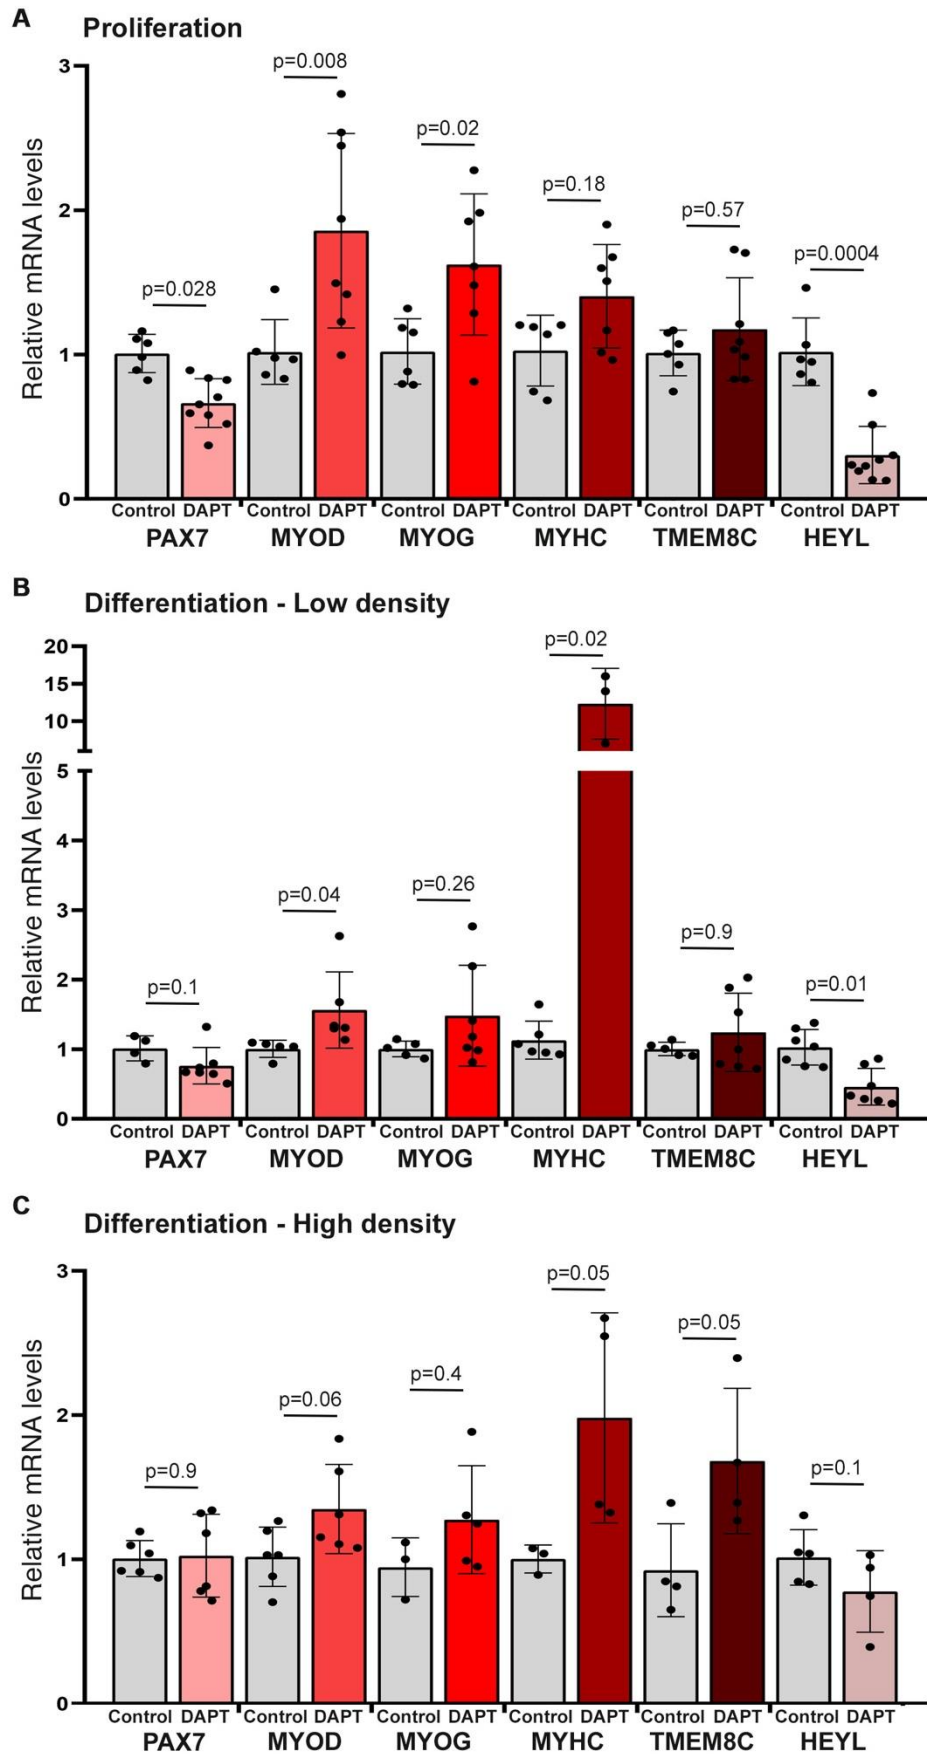 A
Proliferation
Relative mRNA levels
3
2
1
0
p=0.028
p=0.008
p=0.02
p=0.18
p=0.57
p=0.0004
Control DAPT Control DAPT Control DAPT Control DAPT Control DAPT Control DAPT
PAX7 MYOD MYOG MYHC TMEM8C HEYL
B
Differentiation - Low density
Relative mRNA levels
20
15
10
5
4
3
2
1
0
p=0.1
p=0.04
p=0.26
p=0.02
p=0.9
p=0.01
Control DAPT Control DAPT Control DAPT Control DAPT Control DAPT Control DAPT
PAX7 MYOD MYOG MYHC TMEM8C HEYL
C
Differentiation - High density
Relative mRNA levels
3
2
1
0
p=0.9
p=0.06
p=0.4
p=0.05
p=0.05
p=0.1
Control DAPT Control DAPT Control DAPT Control DAPT Control DAPT Control DAPT
PAX7 MYOD MYOG MYHC TMEM8C HEYL